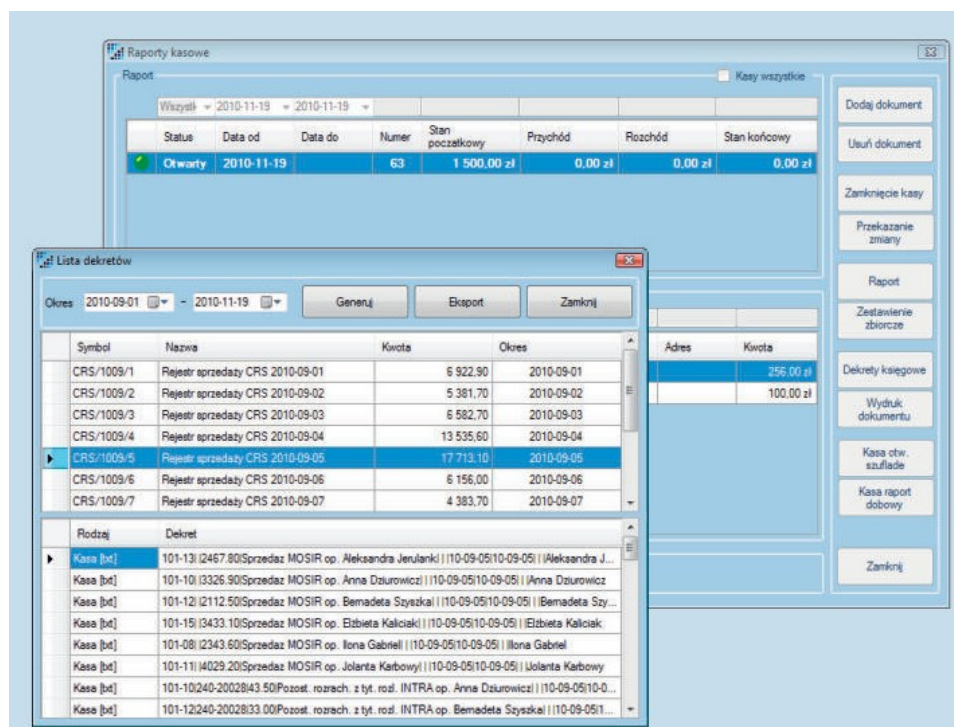 Raporty kasowe
Raport
Kasy wszystkie
Wszystk 2010-11-19 2010-11-19
Status Data od Data do Numer Stan początkowy Przychód Rozchód Stan końcowy
Otwarty 2010-11-19 63 1 500,00 zł 0,00 zł 0,00 zł 0,00 zł
Dodaj dokument
Usuń dokument
Zamknięcie kasy
Przekazanie
zmiany
Raport
Zestawienie
zbiorcze
Dekrety księgowe
Wydruk
dokumentu
Kasa otw.
szuflade
Kasa raport
dobowy
Zamknij
Adres Kwota
256,00 zł
100,00 zł
Lista dekretów
Okres 2010-09-01 - 2010-11-19 Generuj Eksport Zamknij
Symbol Nazwa Kwota Okres
CRS/1009/1 Rejestr sprzedaży CRS 2010-09-01 6 922,90 2010-09-01
CRS/1009/2 Rejestr sprzedaży CRS 2010-09-02 5 381,70 2010-09-02
CRS/1009/3 Rejestr sprzedaży CRS 2010-09-03 6 582,70 2010-09-03
CRS/1009/4 Rejestr sprzedaży CRS 2010-09-04 13 535,60 2010-09-04
CRS/1009/5 Rejestr sprzedaży CRS 2010-09-05 17 713,10 2010-09-05
CRS/1009/6 Rejestr sprzedaży CRS 2010-09-06 6 156,00 2010-09-06
CRS/1009/7 Rejestr sprzedaży CRS 2010-09-07 4 383,70 2010-09-07
Rodzaj Dekret
Kasa [txt] 101-13| |2467.80|Sprzedaz MOSIR op. Aleksandra Jerulank| | |10-09-05|10-09-05| | |Aleksandra J...
Kasa [txt] 101-10| |3326.90|Sprzedaz MOSIR op. Anna Dziurowicz| | |10-09-05|10-09-05| | |Anna Dziurowicz
Kasa [txt] 101-12| |2112.50|Sprzedaz MOSIR op. Bernadeta Szyszka| | |10-09-05|10-09-05| | |Bernadeta Szy...
Kasa [txt] 101-15| |3433.10|Sprzedaz MOSIR op. Elzbieta Kaliciak| | |10-09-05|10-09-05| | |Elzbieta Kaliciak
Kasa [txt] 101-08| |2343.60|Sprzedaz MOSIR op. Ilona Gabriel| | |10-09-05|10-09-05| | |Ilona Gabriel
Kasa [txt] 101-11| |4029.20|Sprzedaz MOSIR op. Jolanta Karbowy| | |10-09-05|10-09-05| | |Jolanta Karbowy
Kasa [txt] 101-10|240-20028|43.50|Pozost. rozrach. z tyt. rozl. INTRA op. Anna Dziurowicz| | |10-09-05|10-0...
Kasa [txt] 101-12|240-20028|33.00|Pozost. rozrach. z tyt. rozl. INTRA op. Bernadeta Szyszka| | |10-09-05|1...